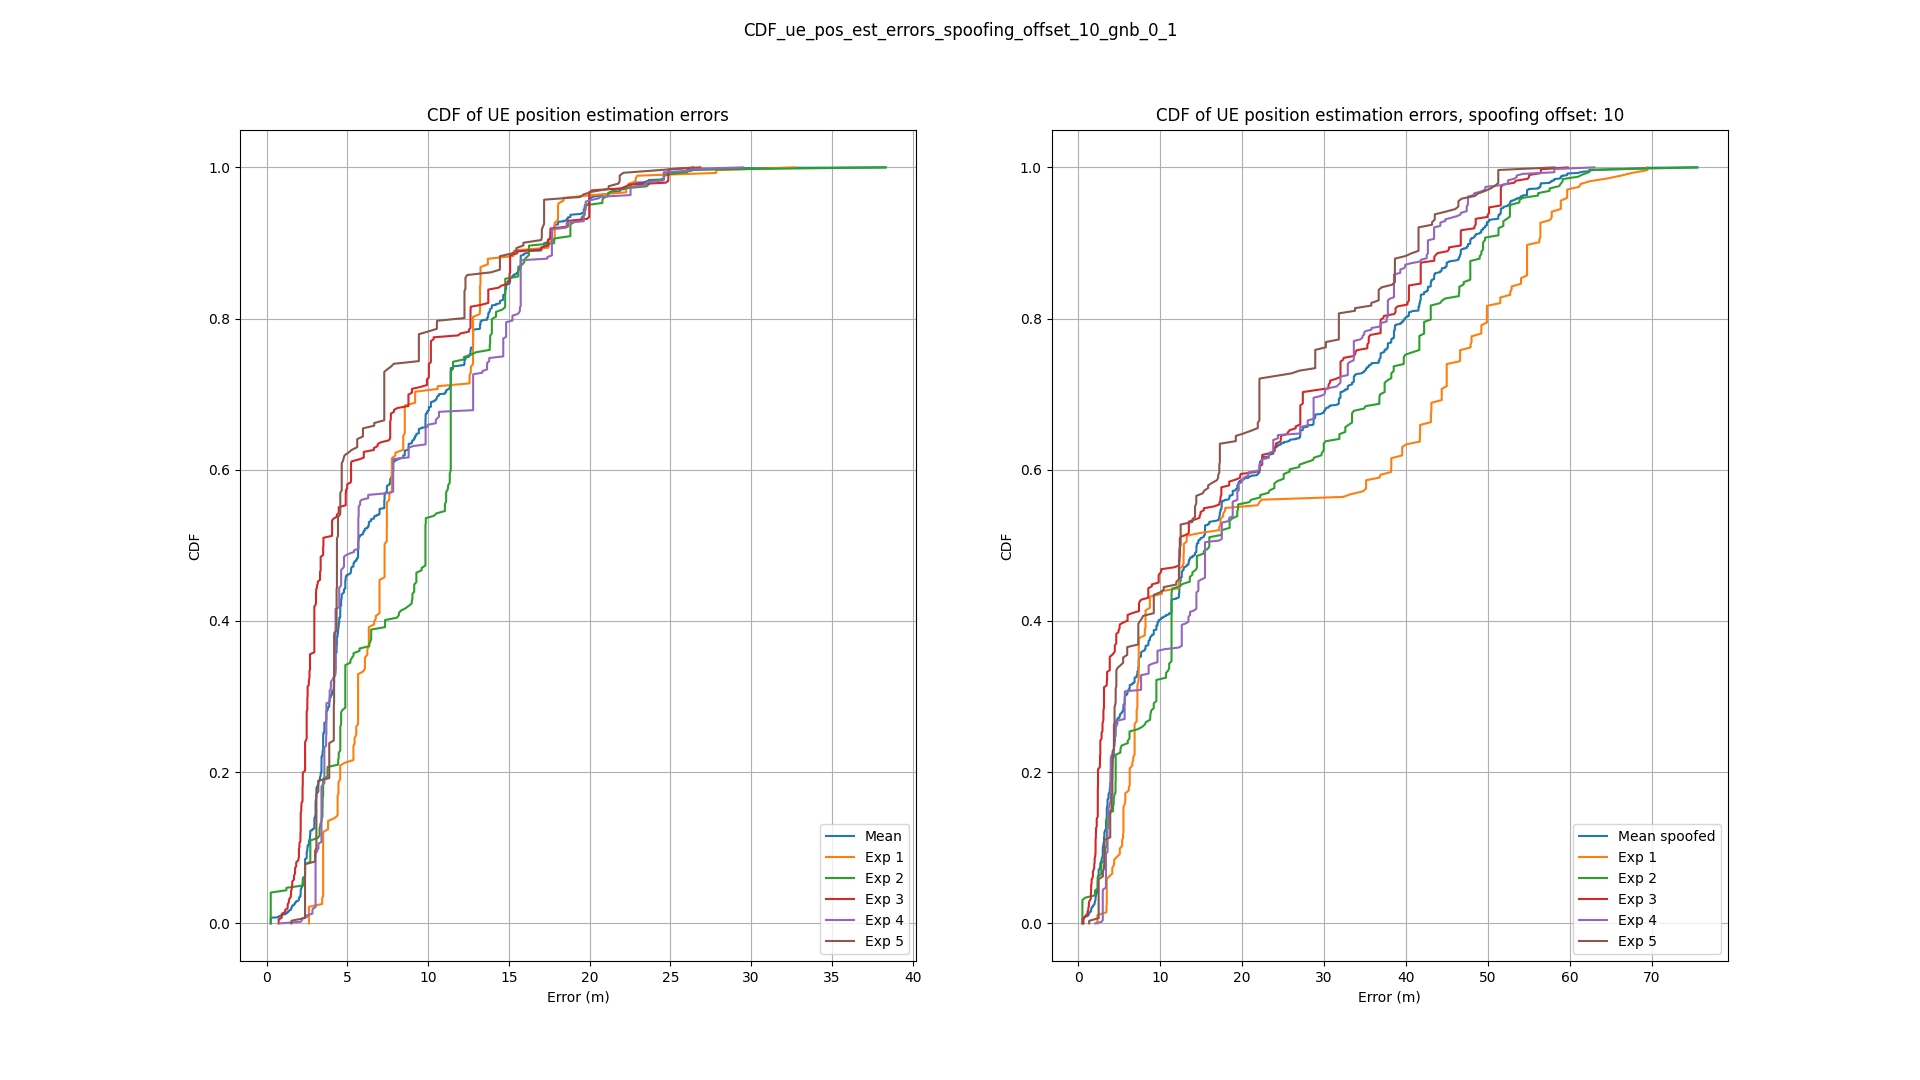 CDF_ue_pos_est_errors_spoofing_offset_10_gnb_0_1
CDF of UE position estimation errors
CDF
1.0
0.8
0.6
0.4
0.2
0.0
0 5 10 15 20 25 30 35 40
Error (m)
Mean
Exp 1
Exp 2
Exp 3
Exp 4
Exp 5
CDF of UE position estimation errors, spoofing offset: 10
CDF
1.0
0.8
0.6
0.4
0.2
0.0
0 10 20 30 40 50 60 70
Error (m)
Mean spoofed
Exp 1
Exp 2
Exp 3
Exp 4
Exp 5